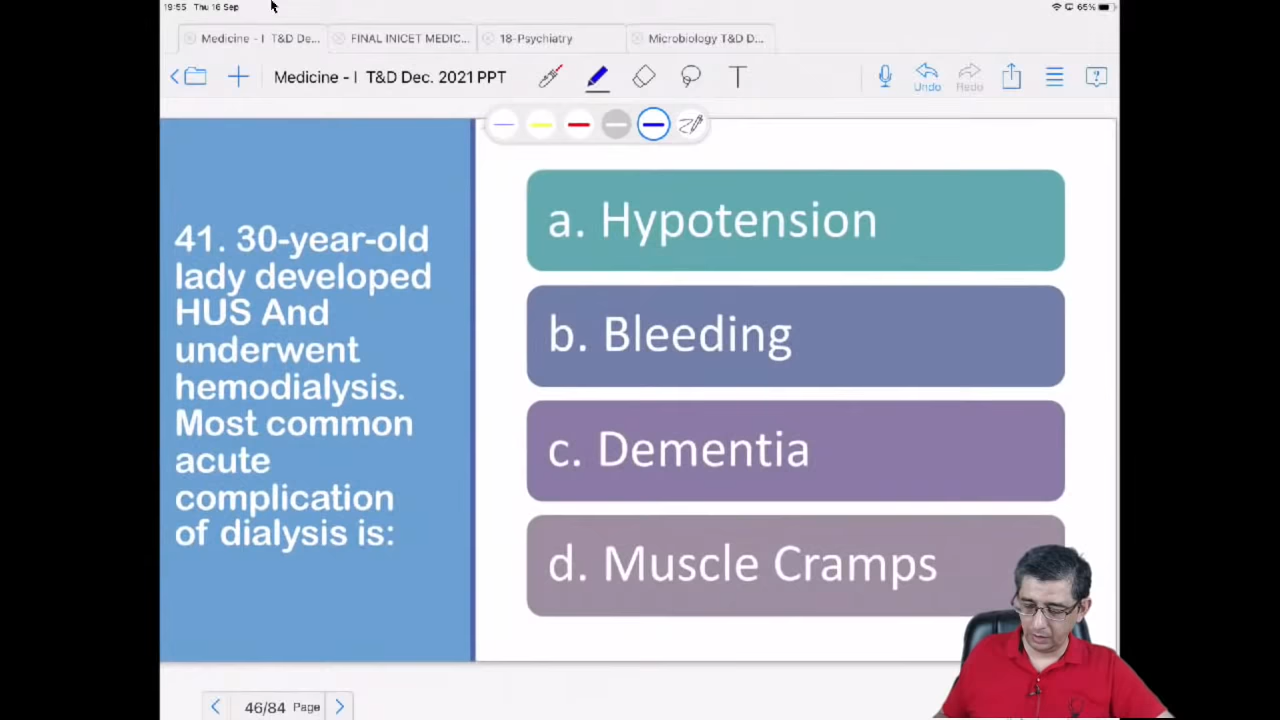 19:55 Thu 16 Sep
65%
Medicine - I T&D De...
FINAL INICET MEDIC...
18-Psychiatry
Microbiology T&D D...
Medicine - I T&D Dec. 2021 PPT
T
Undo
Redo
?
41. 30-year-old
lady developed
HUS And
underwent
hemodialysis.
Most common
acute
complication
of dialysis is:
a. Hypotension
b. Bleeding
c. Dementia
d. Muscle Cramps
46/84 Page